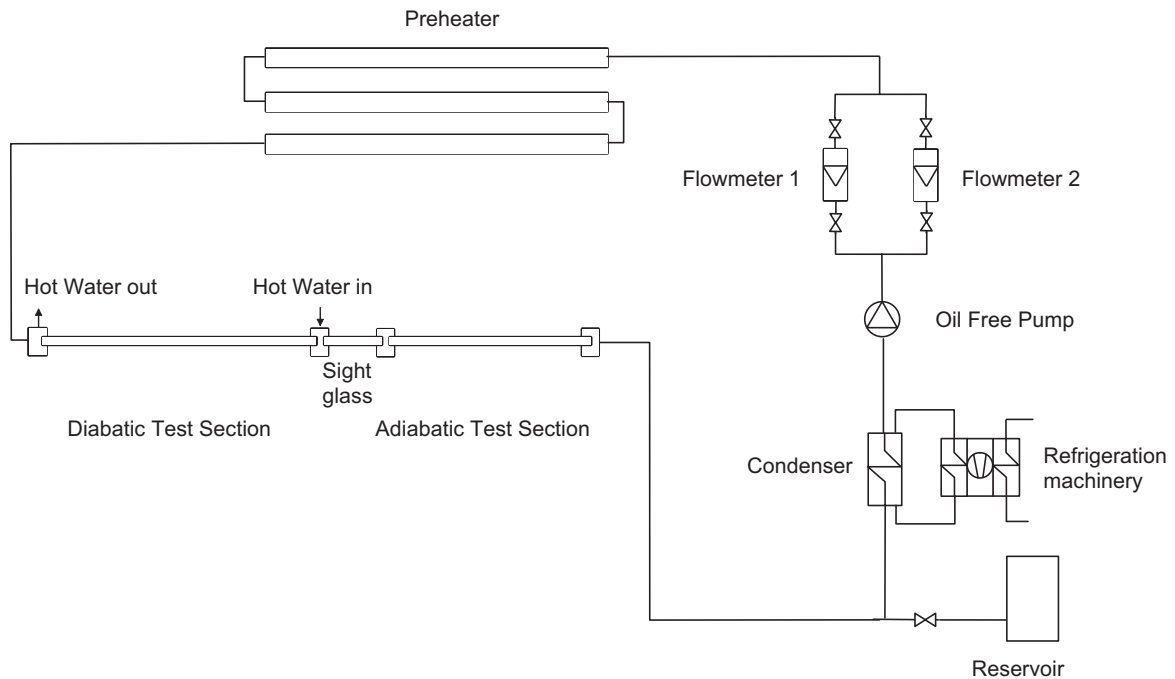 Preheater
Flowmeter 1
Flowmeter 2
Hot Water out
Hot Water in
Oil Free Pump
Sight
glass
Diabatic Test Section
Adiabatic Test Section
Condenser
Refrigeration
machinery
Reservoir